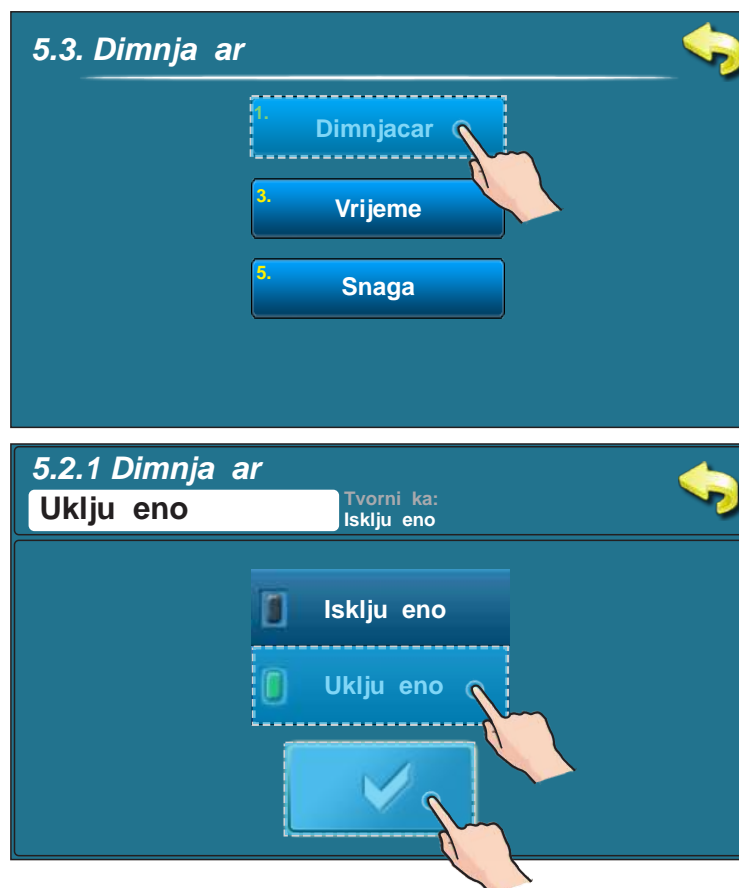 5.3. Dimnja ar
1. Dimnjacar
3. Vrijeme
5. Snaga
5.2.1 Dimnja ar
Uklju eno
Tvorni ka:
Isklju eno
Isklju eno
Uklju eno